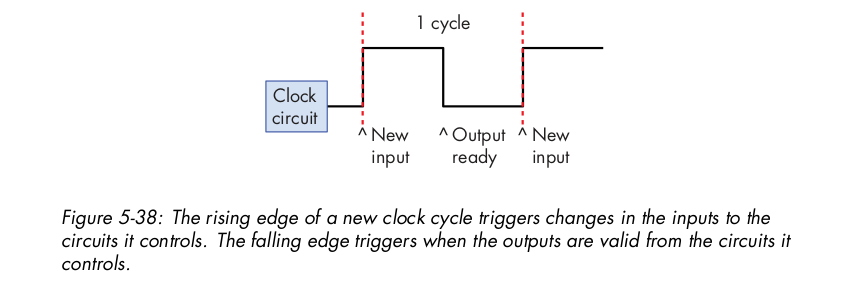 1 cycle
Clock
circuit
^ New
input
^ Output
ready
^ New
input
Figure 5-38: The rising edge of a new clock cycle triggers changes in the inputs to the
circuits it controls. The falling edge triggers when the outputs are valid from the circuits it
controls.